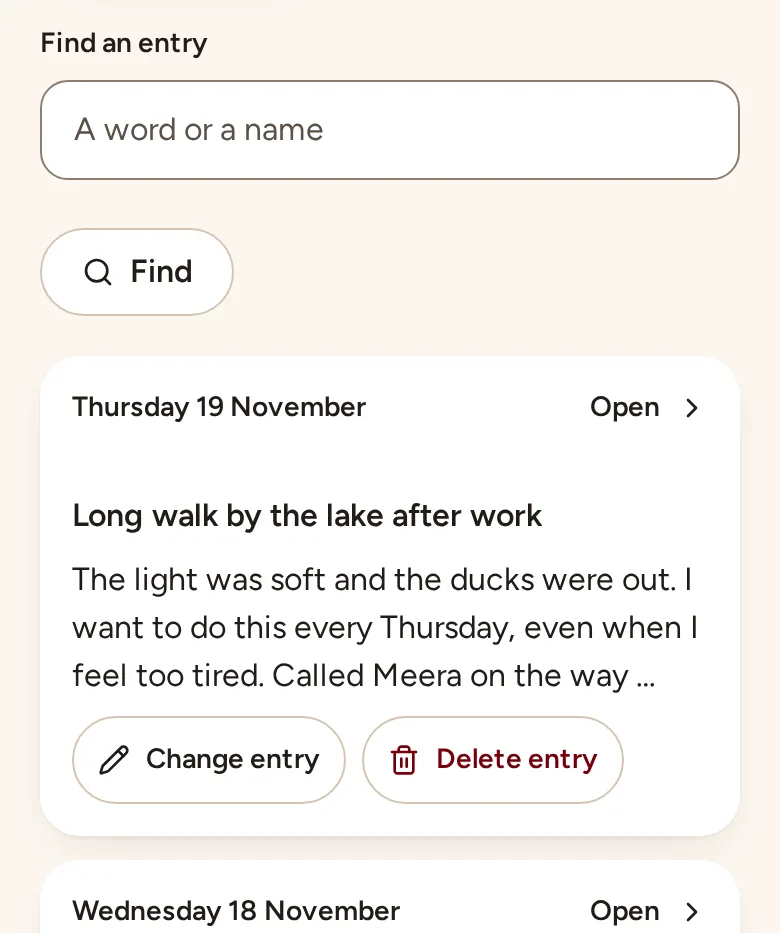 Find an entry
A word or a name
Find
Thursday 19 November
Open
Long walk by the lake after work
The light was soft and the ducks were out. I
want to do this every Thursday, even when I
feel too tired. Called Meera on the way ...
Change entry
Delete entry
Wednesday 18 November
Open